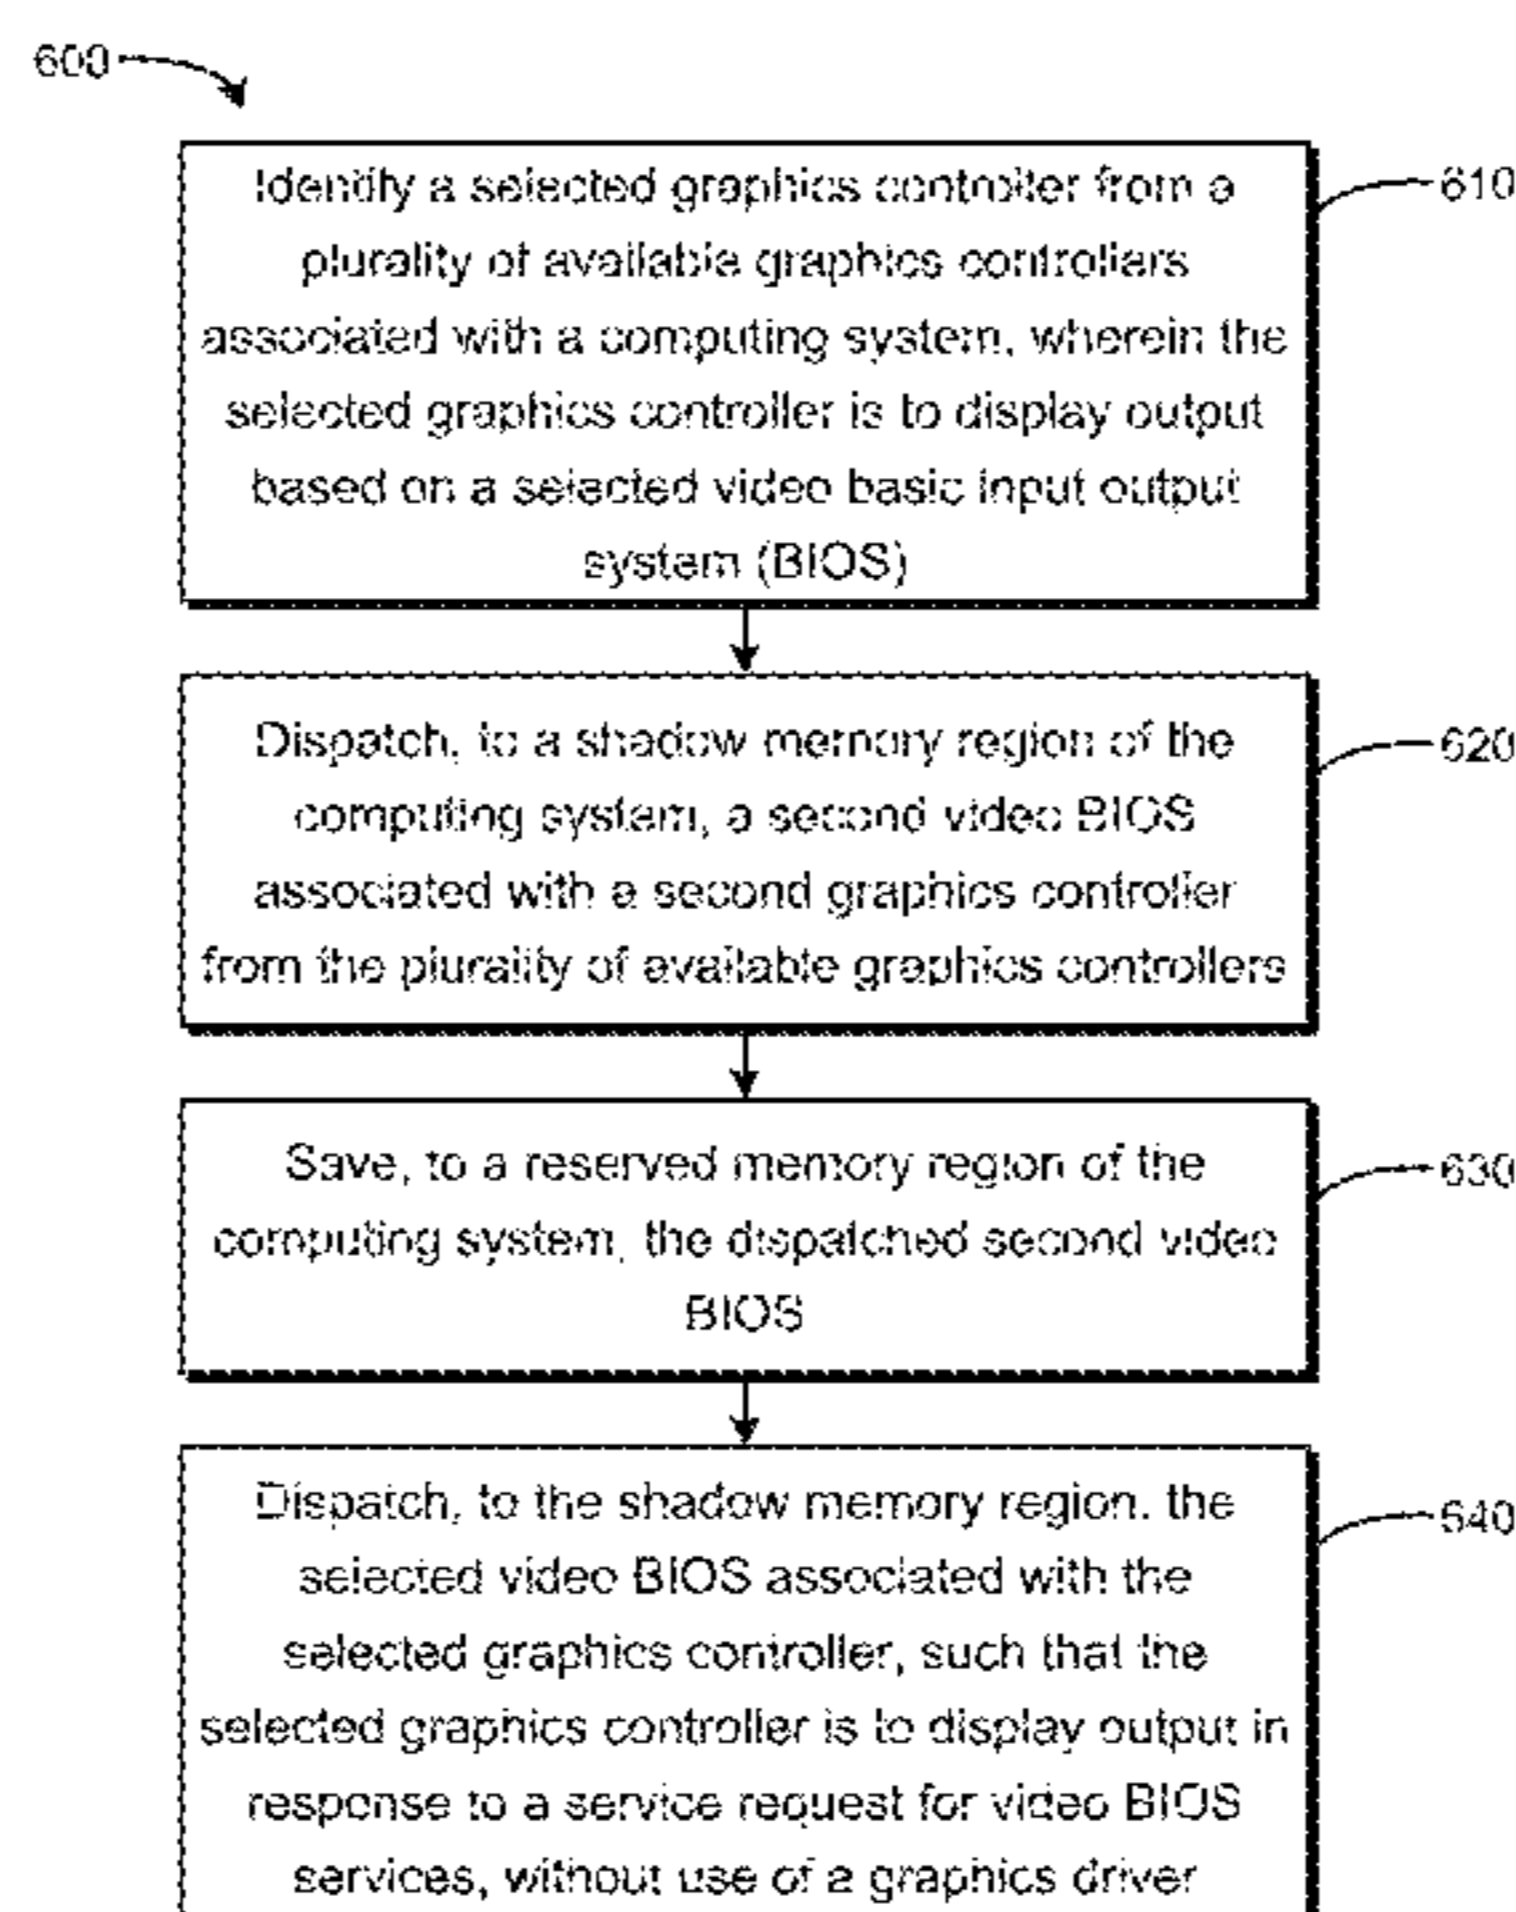 600
Identify a selected graphics controller from a
plurality of available graphics controllers
associated with a computing system, wherein the
selected graphics controller is to display output
based on a selected video basic input output
system (BIOS)
610
Dispatch, to a shadow memory region of the
computing system, a second video BIOS
associated with a second graphics controller
from the plurality of available graphics controllers
620
Save, to a reserved memory region of the
computing system, the dispatched second video
BIOS
630
Dispatch, to the shadow memory region, the
selected video BIOS associated with the
selected graphics controller, such that the
selected graphics controller is to display output in
response to a service request for video BIOS
services, without use of a graphics driver
640